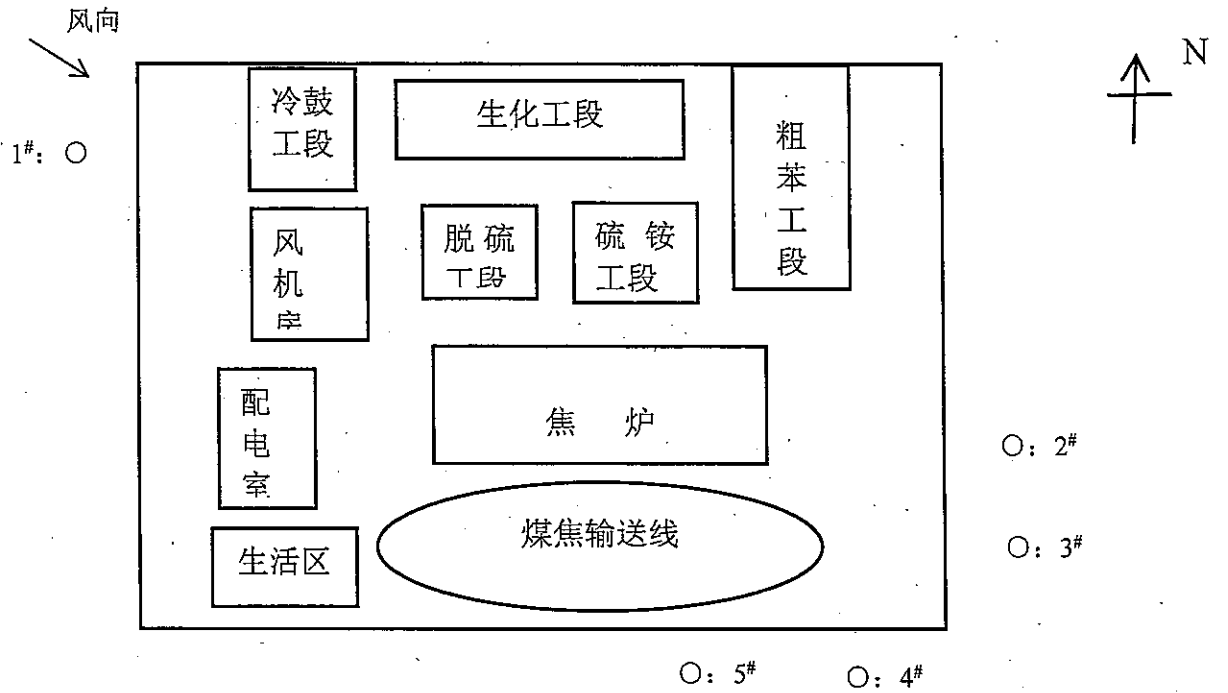 风向
N
冷鼓
工段
生化工段
粗
苯
工
段
1#: ○
风
机
脱 硫
工段
硫 铵
工段
配
电
室
焦 炉
○: 2#
煤焦输送线
生活区
○: 3#
○: 5#
○: 4#